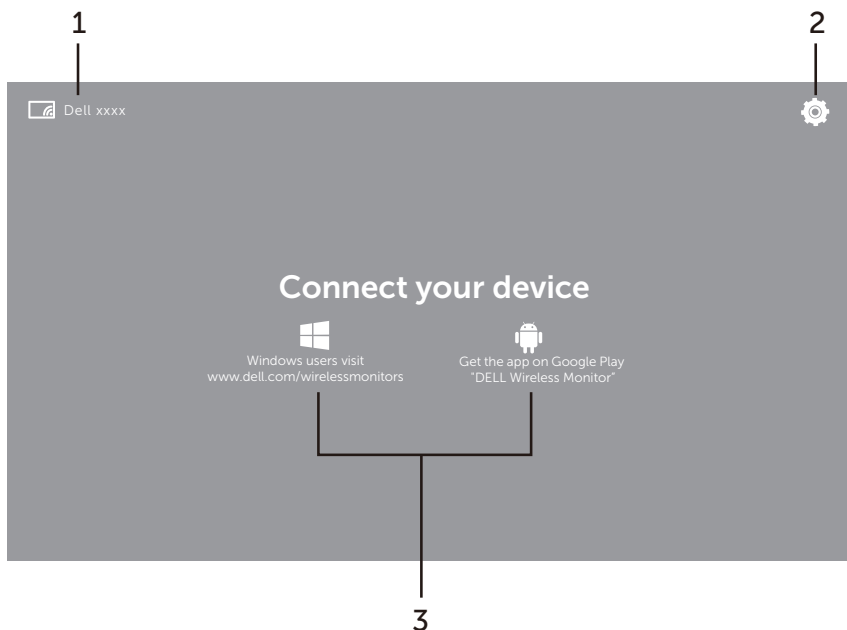 1
2
Dell xxxx
Connect your device
Windows users visit
www.dell.com/wirelessmonitors
Get the app on Google Play
"DELL Wireless Monitor"
3